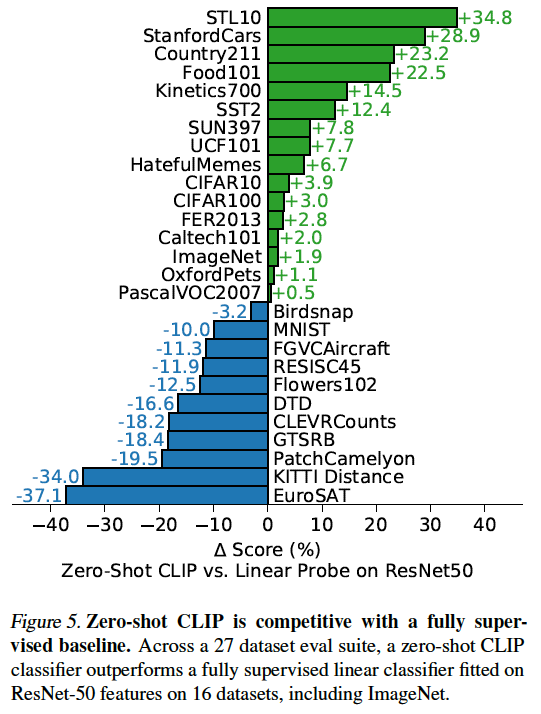 STL10 +34.8
StanfordCars +28.9
Country211 +23.2
Food101 +22.5
Kinetics700 +14.5
SST2 +12.4
SUN397 +7.8
UCF101 +7.7
HatefulMemes +6.7
CIFAR10 +3.9
CIFAR100 +3.0
FER2013 +2.8
Caltech101 +2.0
ImageNet +1.9
OxfordPets +1.1
PascalVOC2007 +0.5
-3.2 Birdsnap
-10.0 MNIST
-11.3 FGVCAircraft
-11.9 RESISC45
-12.5 Flowers102
-16.6 DTD
-18.2 CLEVRCounts
-18.4 GTSRB
-19.5 PatchCamelyon
-34.0 KITTI Distance
-37.1 EuroSAT
−40 −30 −20 −10 0 10 20 30 40
Δ Score (%)
Zero-Shot CLIP vs. Linear Probe on ResNet50
Figure 5. Zero-shot CLIP is competitive with a fully super-
vised baseline. Across a 27 dataset eval suite, a zero-shot CLIP
classifier outperforms a fully supervised linear classifier fitted on
ResNet-50 features on 16 datasets, including ImageNet.